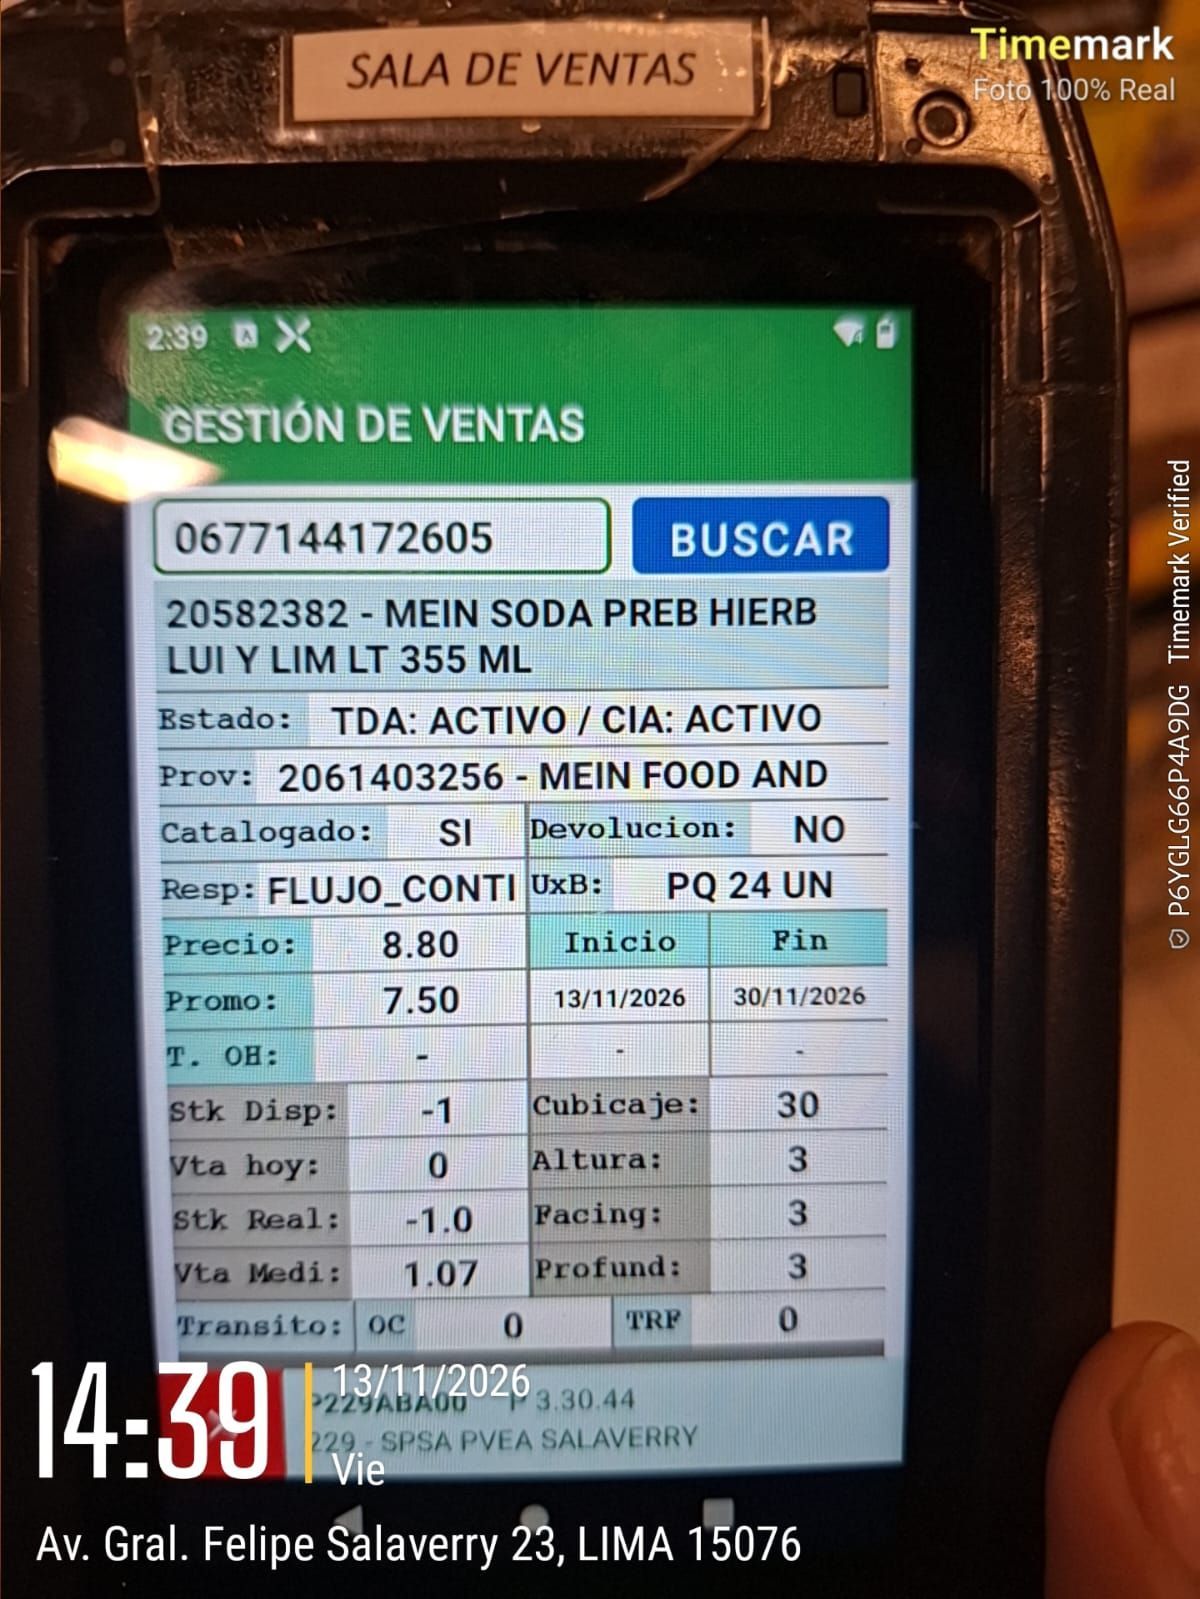 SALA DE VENTAS
Timemark
Foto 100% Real
2:39
GESTIÓN DE VENTAS
0677144172605
BUSCAR
20582382 - MEIN SODA PREB HIERB
LUI Y LIM LT 355 ML
Estado: TDA: ACTIVO / CIA: ACTIVO
Prov: 2061403256 - MEIN FOOD AND
Catalogado: SI Devolucion: NO
Resp: FLUJO_CONTI UxB: PQ 24 UN
Precio: 8.80 Inicio Fin
Promo: 7.50 13/11/2026 30/11/2026
T. OH: - - -
Stk Disp: -1 Cubicaje: 30
Vta hoy: 0 Altura: 3
Stk Real: -1.0 Facing: 3
Vta Medi: 1.07 Profund: 3
Transito: OC 0 TRF 0
P229ABA00 P 3.30.44
229 - SPSA PVEA SALAVERRY
14:39
13/11/2026
Vie
Av. Gral. Felipe Salaverry 23, LIMA 15076
P6YGLG66P4A9DG Timemark Verified